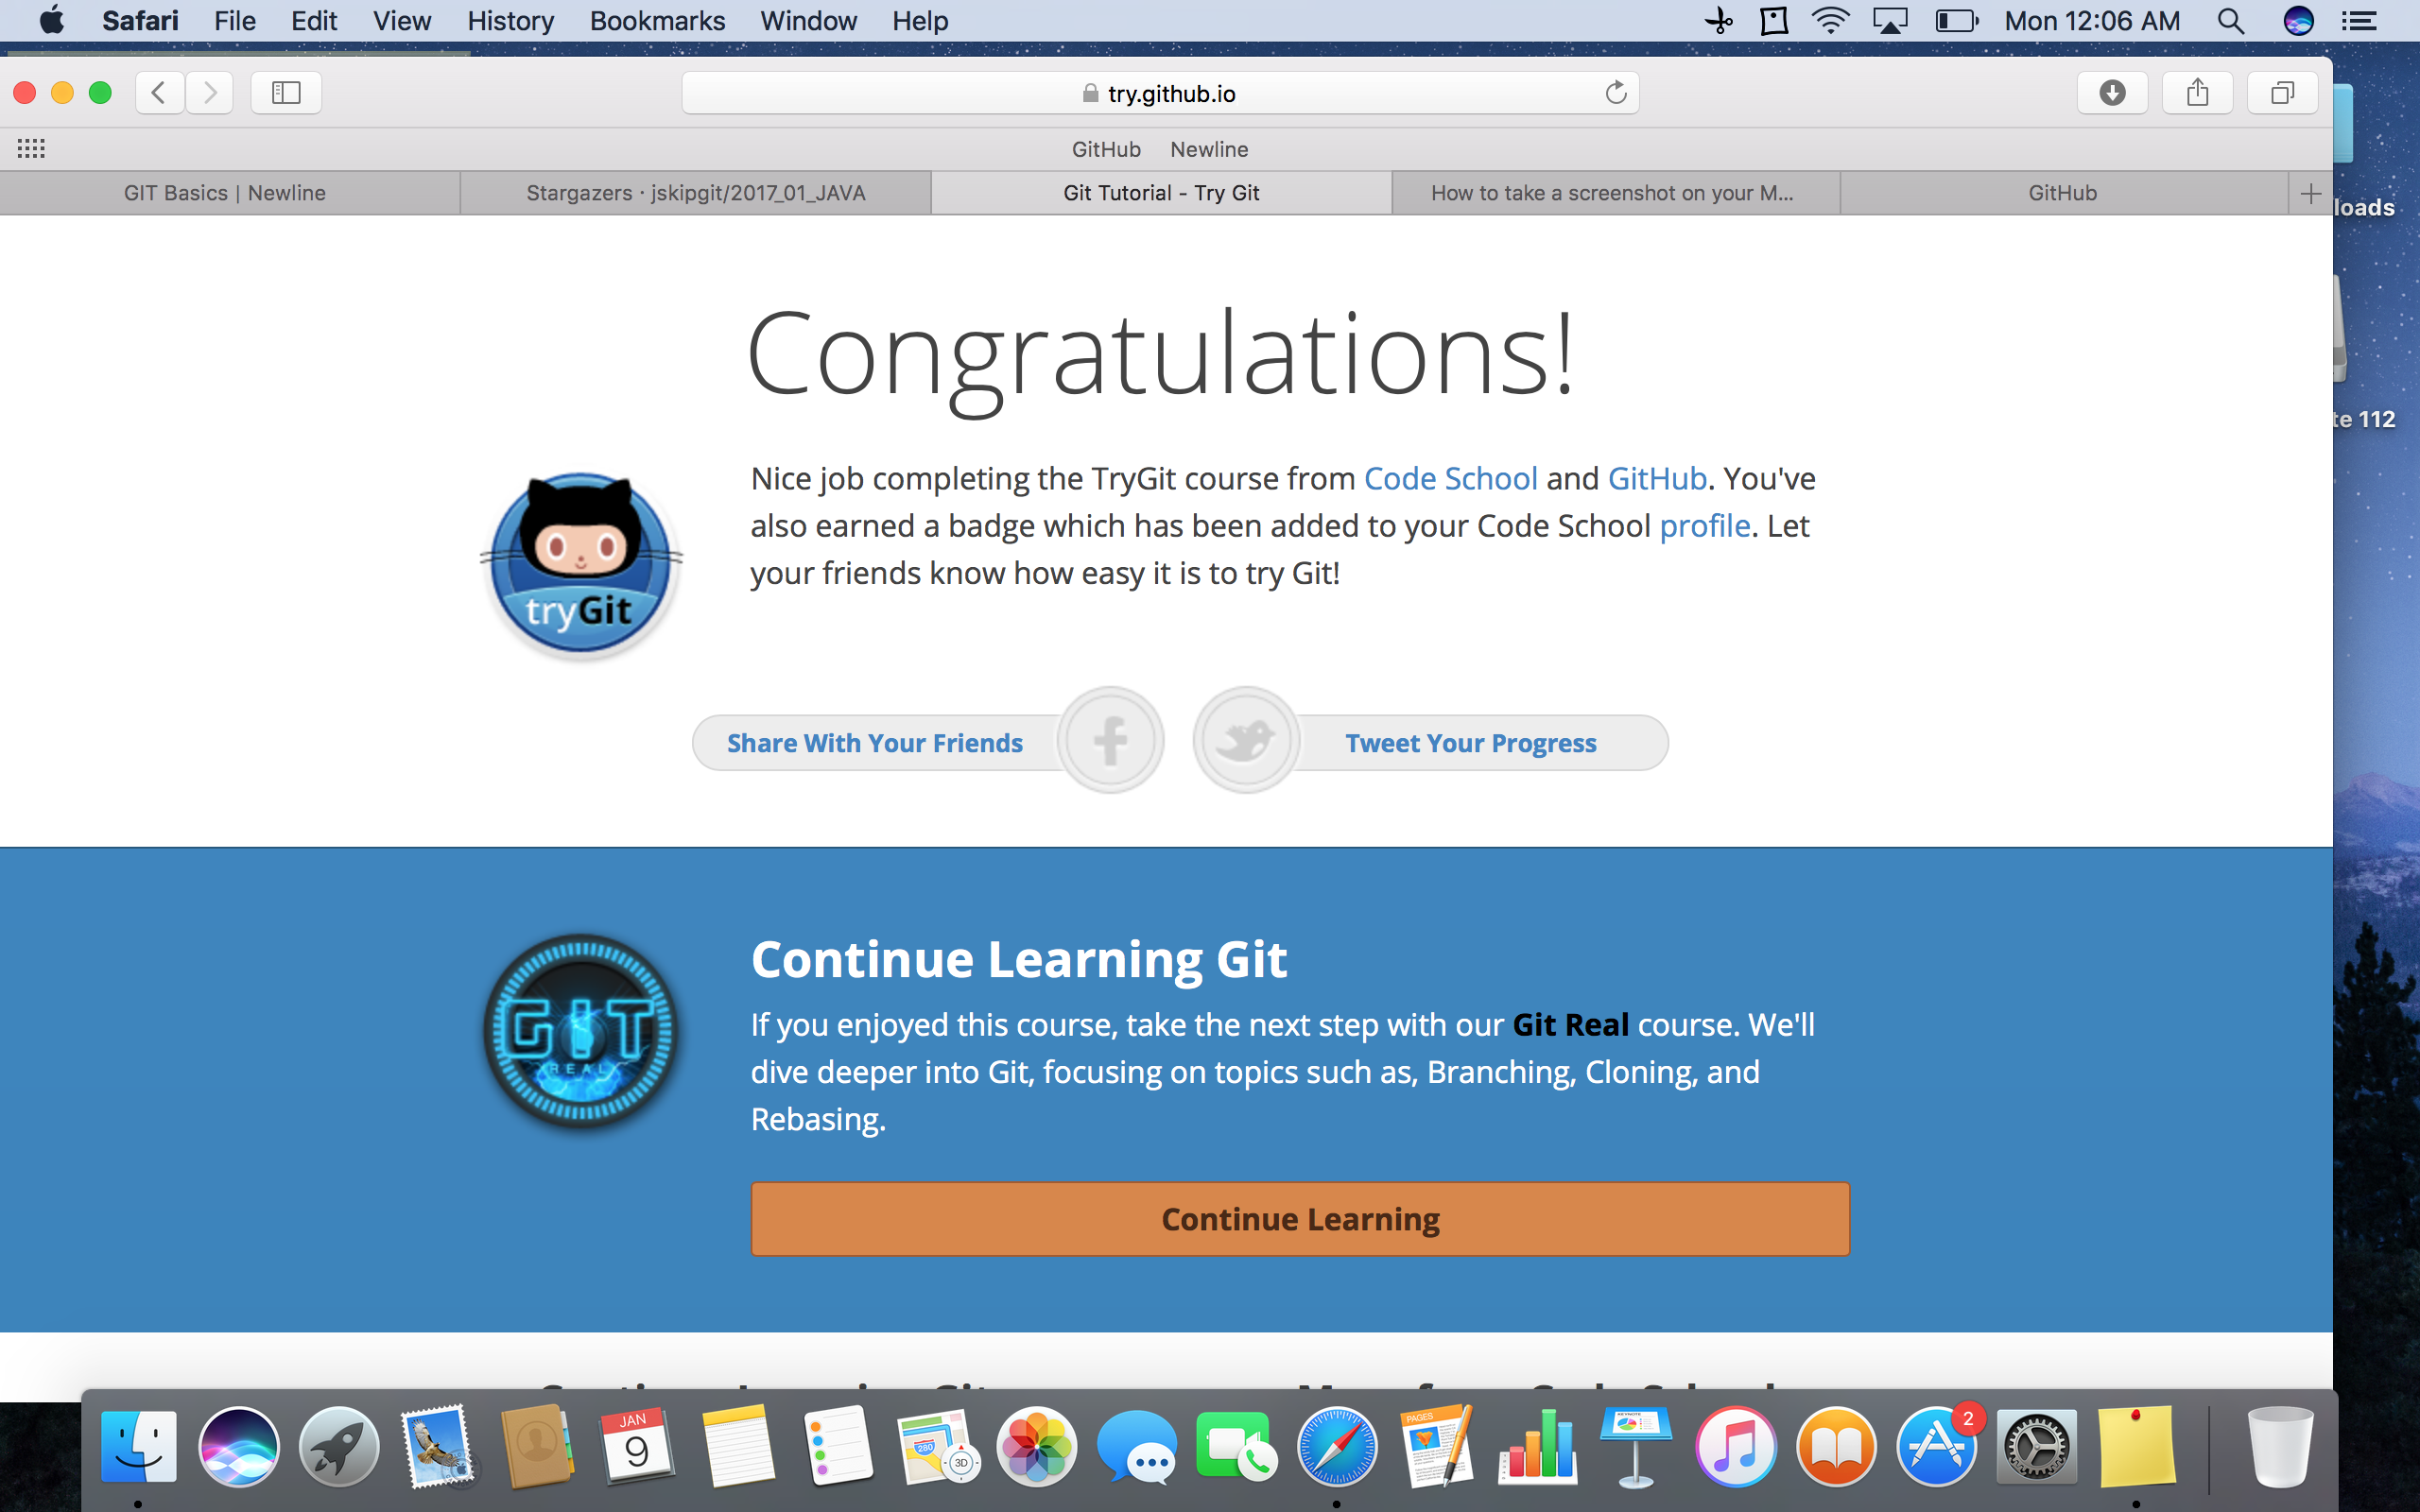 Safari File Edit View History Bookmarks Window Help Mon 12:06 AM
try.github.io
GitHub Newline
GIT Basics | Newline Stargazers · jskipgit/2017_01_JAVA Git Tutorial - Try Git How to take a screenshot on your M... GitHub
loads
te 112
Congratulations!
Nice job completing the TryGit course from Code School and GitHub. You've
also earned a badge which has been added to your Code School profile. Let
your friends know how easy it is to try Git!
tryGit
Share With Your Friends Tweet Your Progress
Continue Learning Git
If you enjoyed this course, take the next step with our Git Real course. We'll
dive deeper into Git, focusing on topics such as, Branching, Cloning, and
Rebasing.
GIT
REAL
Continue Learning
JAN
9
280
3D
PAGES
KEYNOTE
2